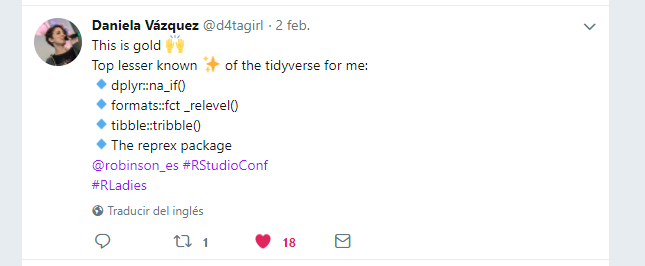 Daniela Vázquez @d4tagirl · 2 feb.
This is gold 🙌
Top lesser known ✨ of the tidyverse for me:
🔹 dplyr::na_if()
🔹 formats::fct _relevel()
🔹 tibble::tribble()
🔹 The reprex package
@robinson_es #RStudioConf
#RLadies
Traducir del inglés
1 18